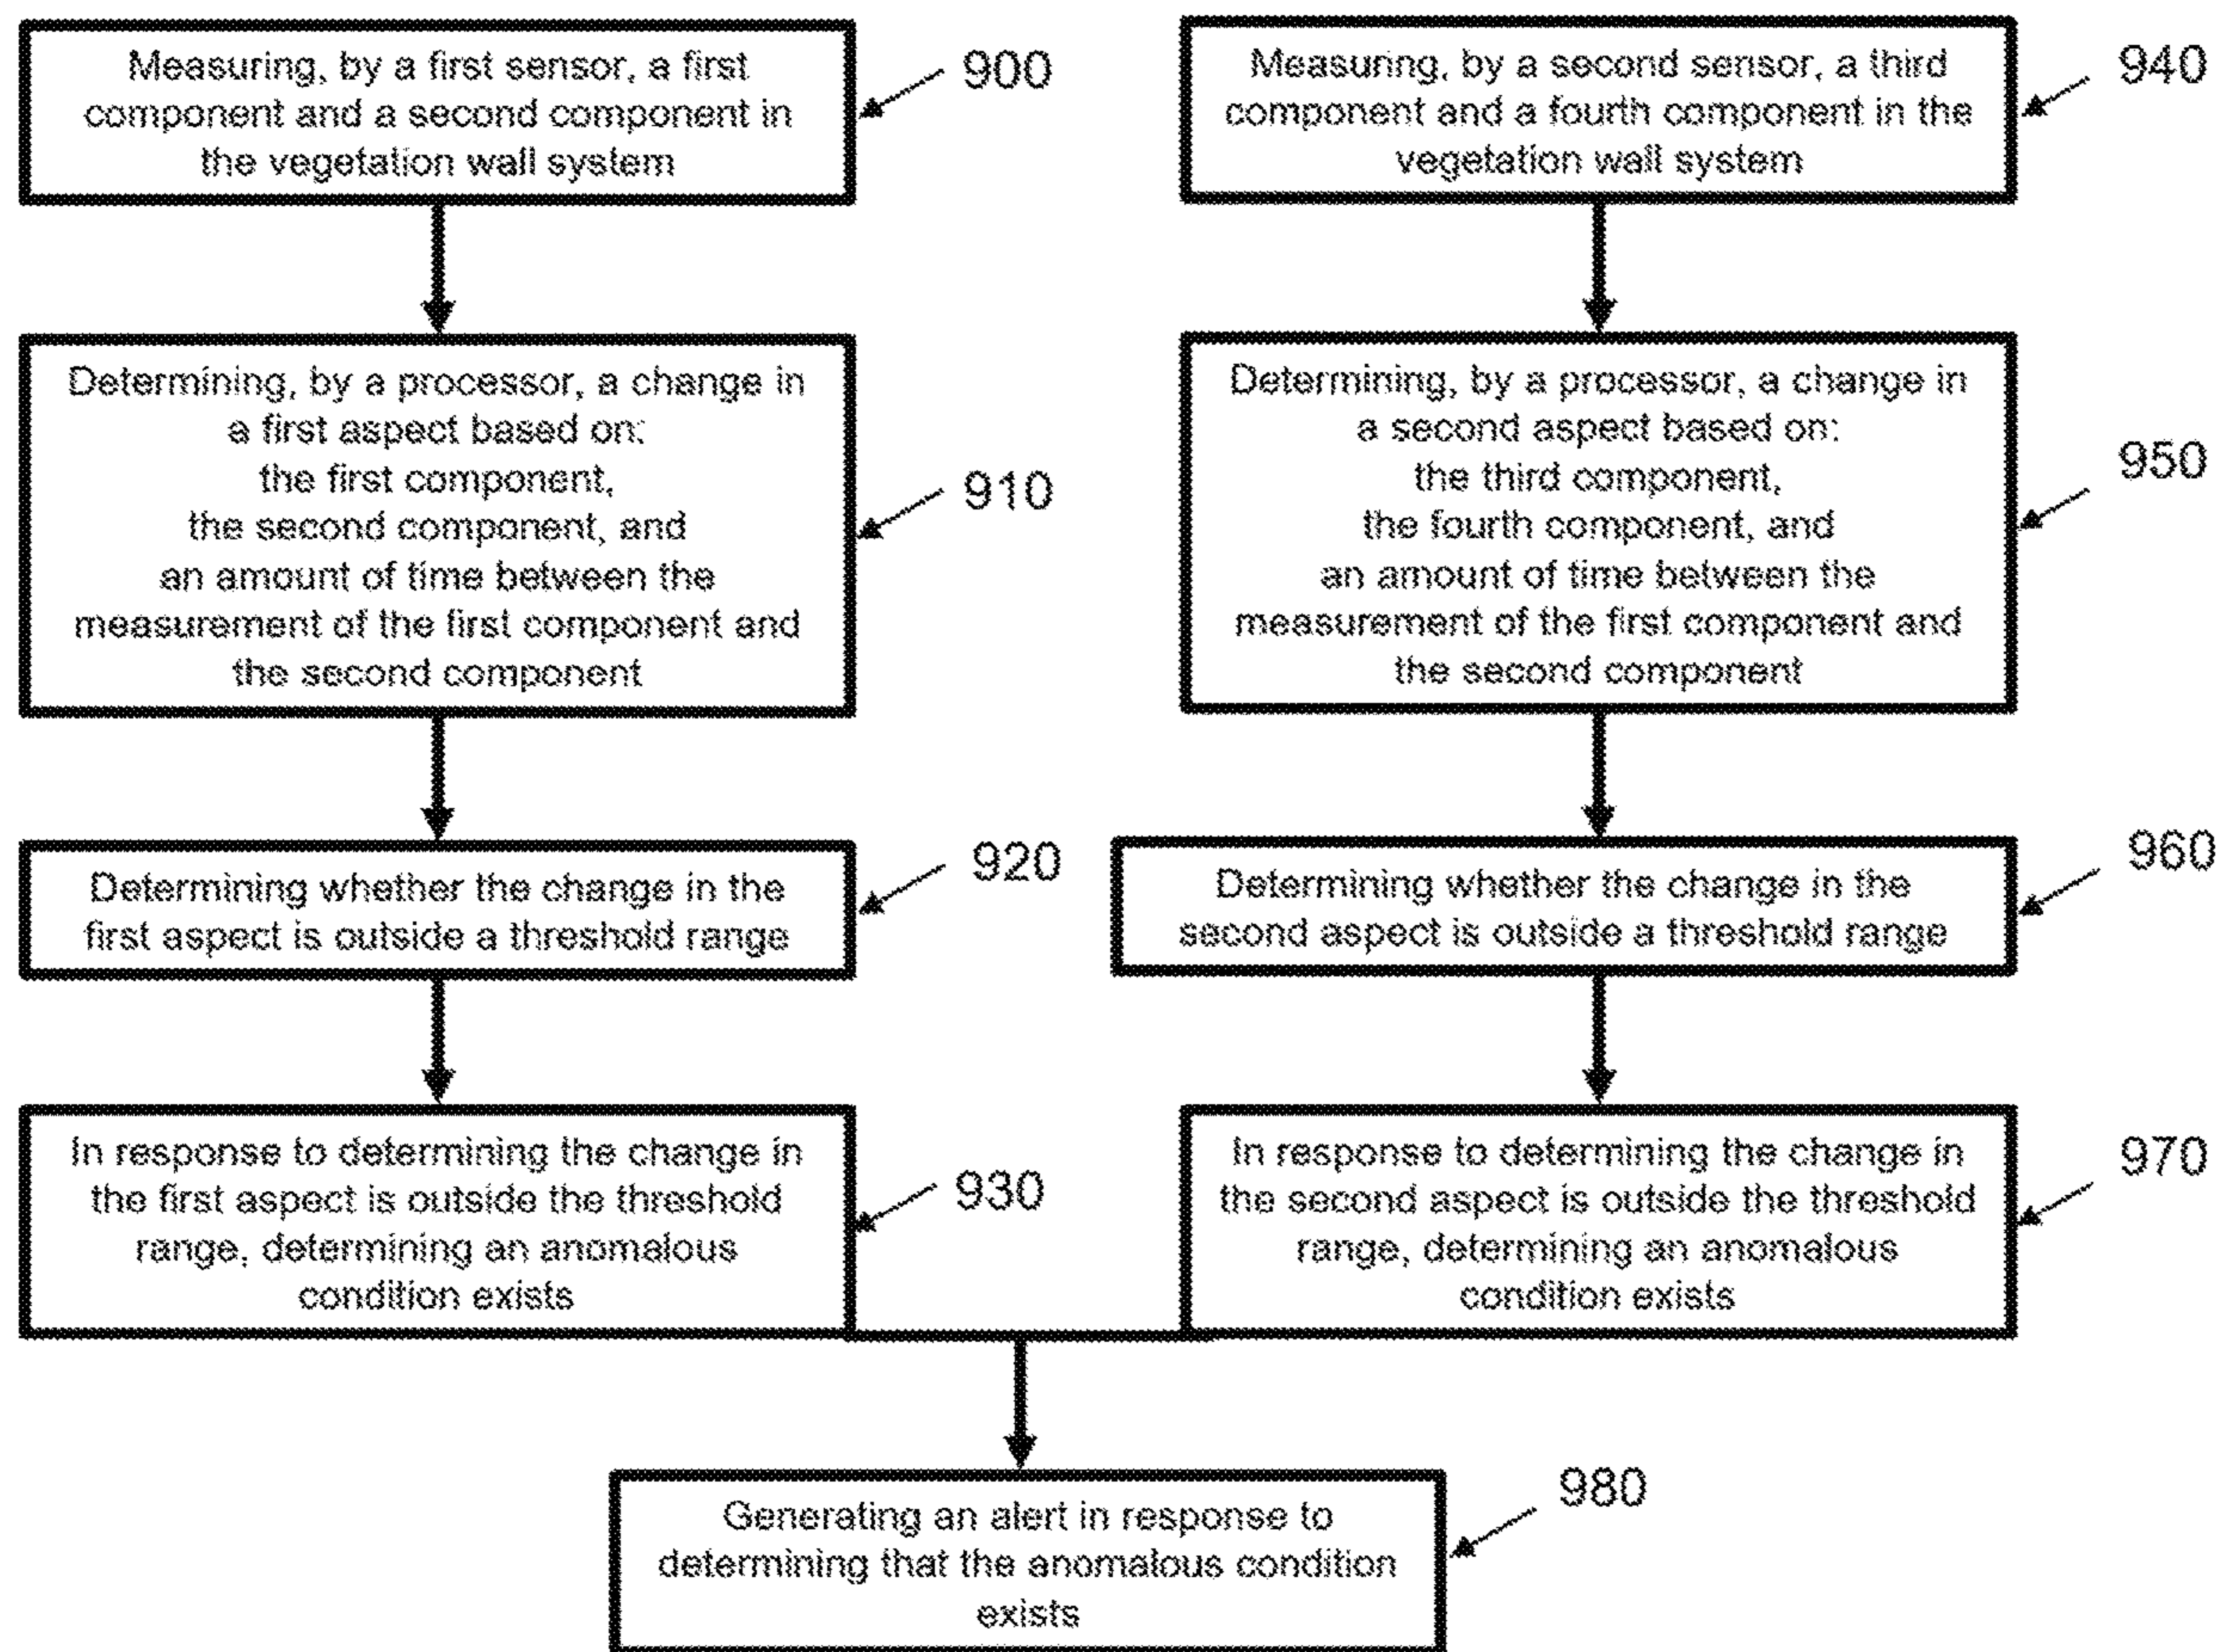 Measuring, by a first sensor, a first
component and a second component in
the vegetation wall system
900
Determining, by a processor, a change in
a first aspect based on:
the first component,
the second component, and
an amount of time between the
measurement of the first component and
the second component
910
Determining whether the change in the
first aspect is outside a threshold range
920
In response to determining the change in
the first aspect is outside the threshold
range, determining an anomalous
condition exists
930
Measuring, by a second sensor, a third
component and a fourth component in the
vegetation wall system
940
Determining, by a processor, a change in
a second aspect based on:
the third component,
the fourth component, and
an amount of time between the
measurement of the first component and
the second component
950
Determining whether the change in the
second aspect is outside a threshold range
960
In response to determining the change in
the second aspect is outside the threshold
range, determining an anomalous
condition exists
970
Generating an alert in response to
determining that the anomalous condition
exists
980